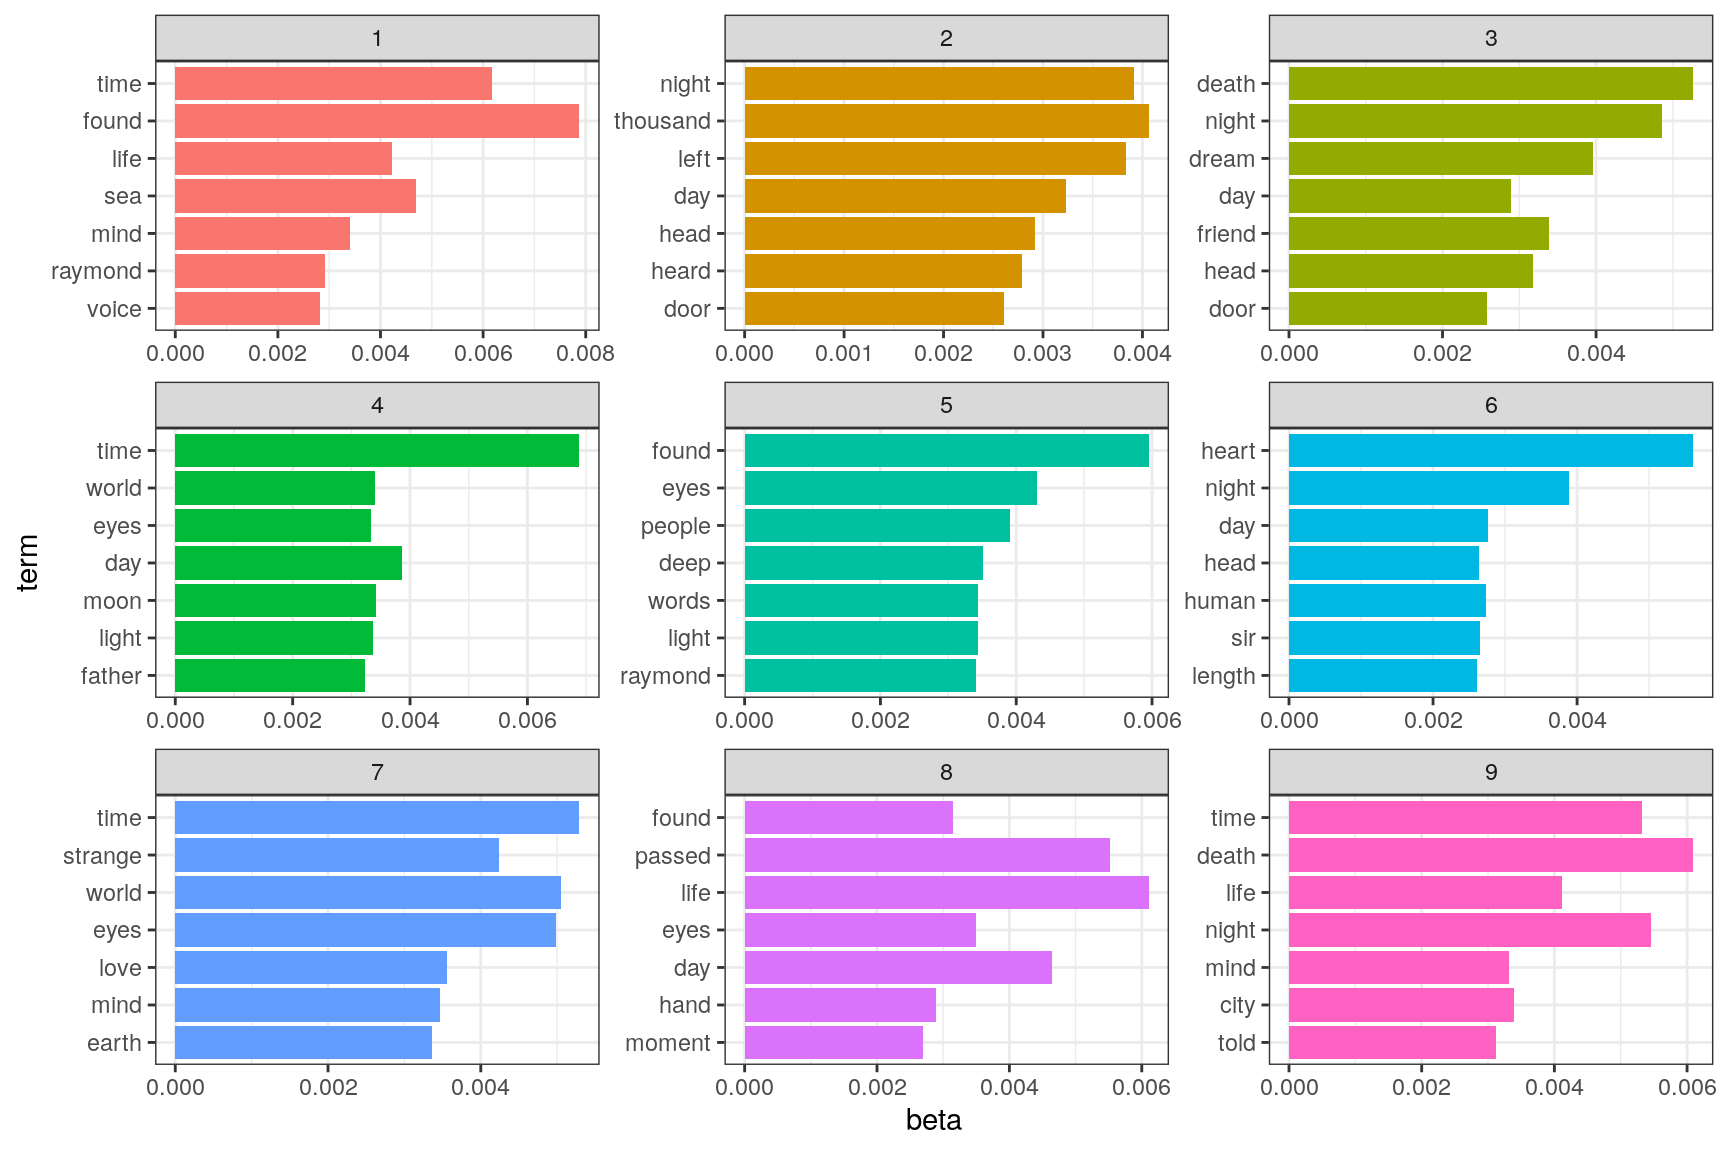 1
time
found
life
sea
mind
raymond
voice
0.000 0.002 0.004 0.006 0.008
2
night
thousand
left
day
head
heard
door
0.000 0.001 0.002 0.003 0.004
3
death
night
dream
day
friend
head
door
0.000 0.002 0.004
4
time
world
eyes
day
moon
light
father
0.000 0.002 0.004 0.006
5
found
eyes
people
deep
words
light
raymond
0.000 0.002 0.004 0.006
6
heart
night
day
head
human
sir
length
0.000 0.002 0.004
7
time
strange
world
eyes
love
mind
earth
0.000 0.002 0.004
8
found
passed
life
eyes
day
hand
moment
0.000 0.002 0.004 0.006
9
time
death
life
night
mind
city
told
0.000 0.002 0.004 0.006
term
beta